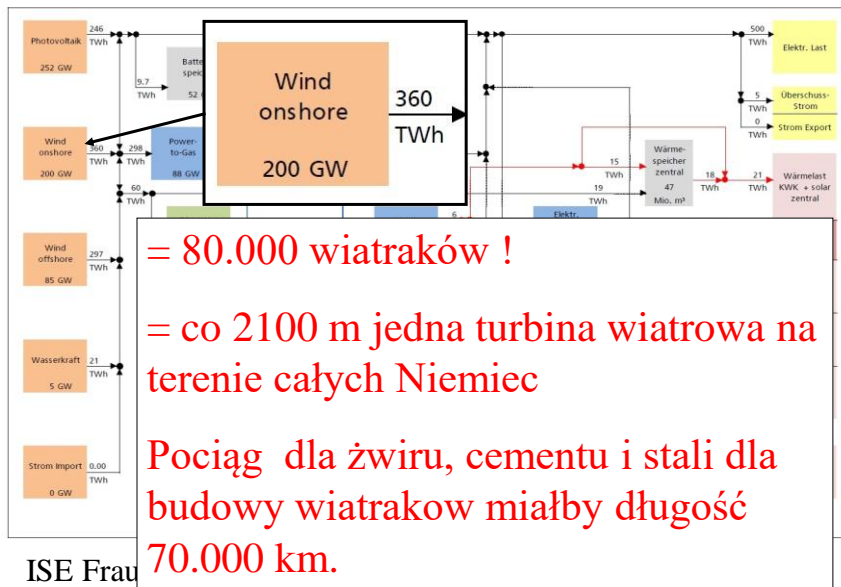 Photovoltaik
252 GW
246
TWh
9.7
TWh
Wind
onshore
200 GW
360
TWh
500
TWh
Elektr. Last
5
TWh
Überschuss-
Strom
0
TWh
Strom Export
Wind
onshore
200 GW
360
TWh
298
TWh
Power-
to-Gas
88 GW
60
TWh
15
TWh
Wärme-
speicher
zentral
47
Mio. m³
18
TWh
21
TWh
Wärmelast
KWK + solar
zentral
19
TWh
6
Elektr.
Wind
offshore
85 GW
297
TWh
Wasserkraft
5 GW
21
TWh
Strom Import
0 GW
0.00
TWh
= 80.000 wiatraków !
= co 2100 m jedna turbina wiatrowa na
terenie całych Niemiec
Pociąg dla żwiru, cementu i stali dla
budowy wiatrakow miałby długość
70.000 km.
ISE